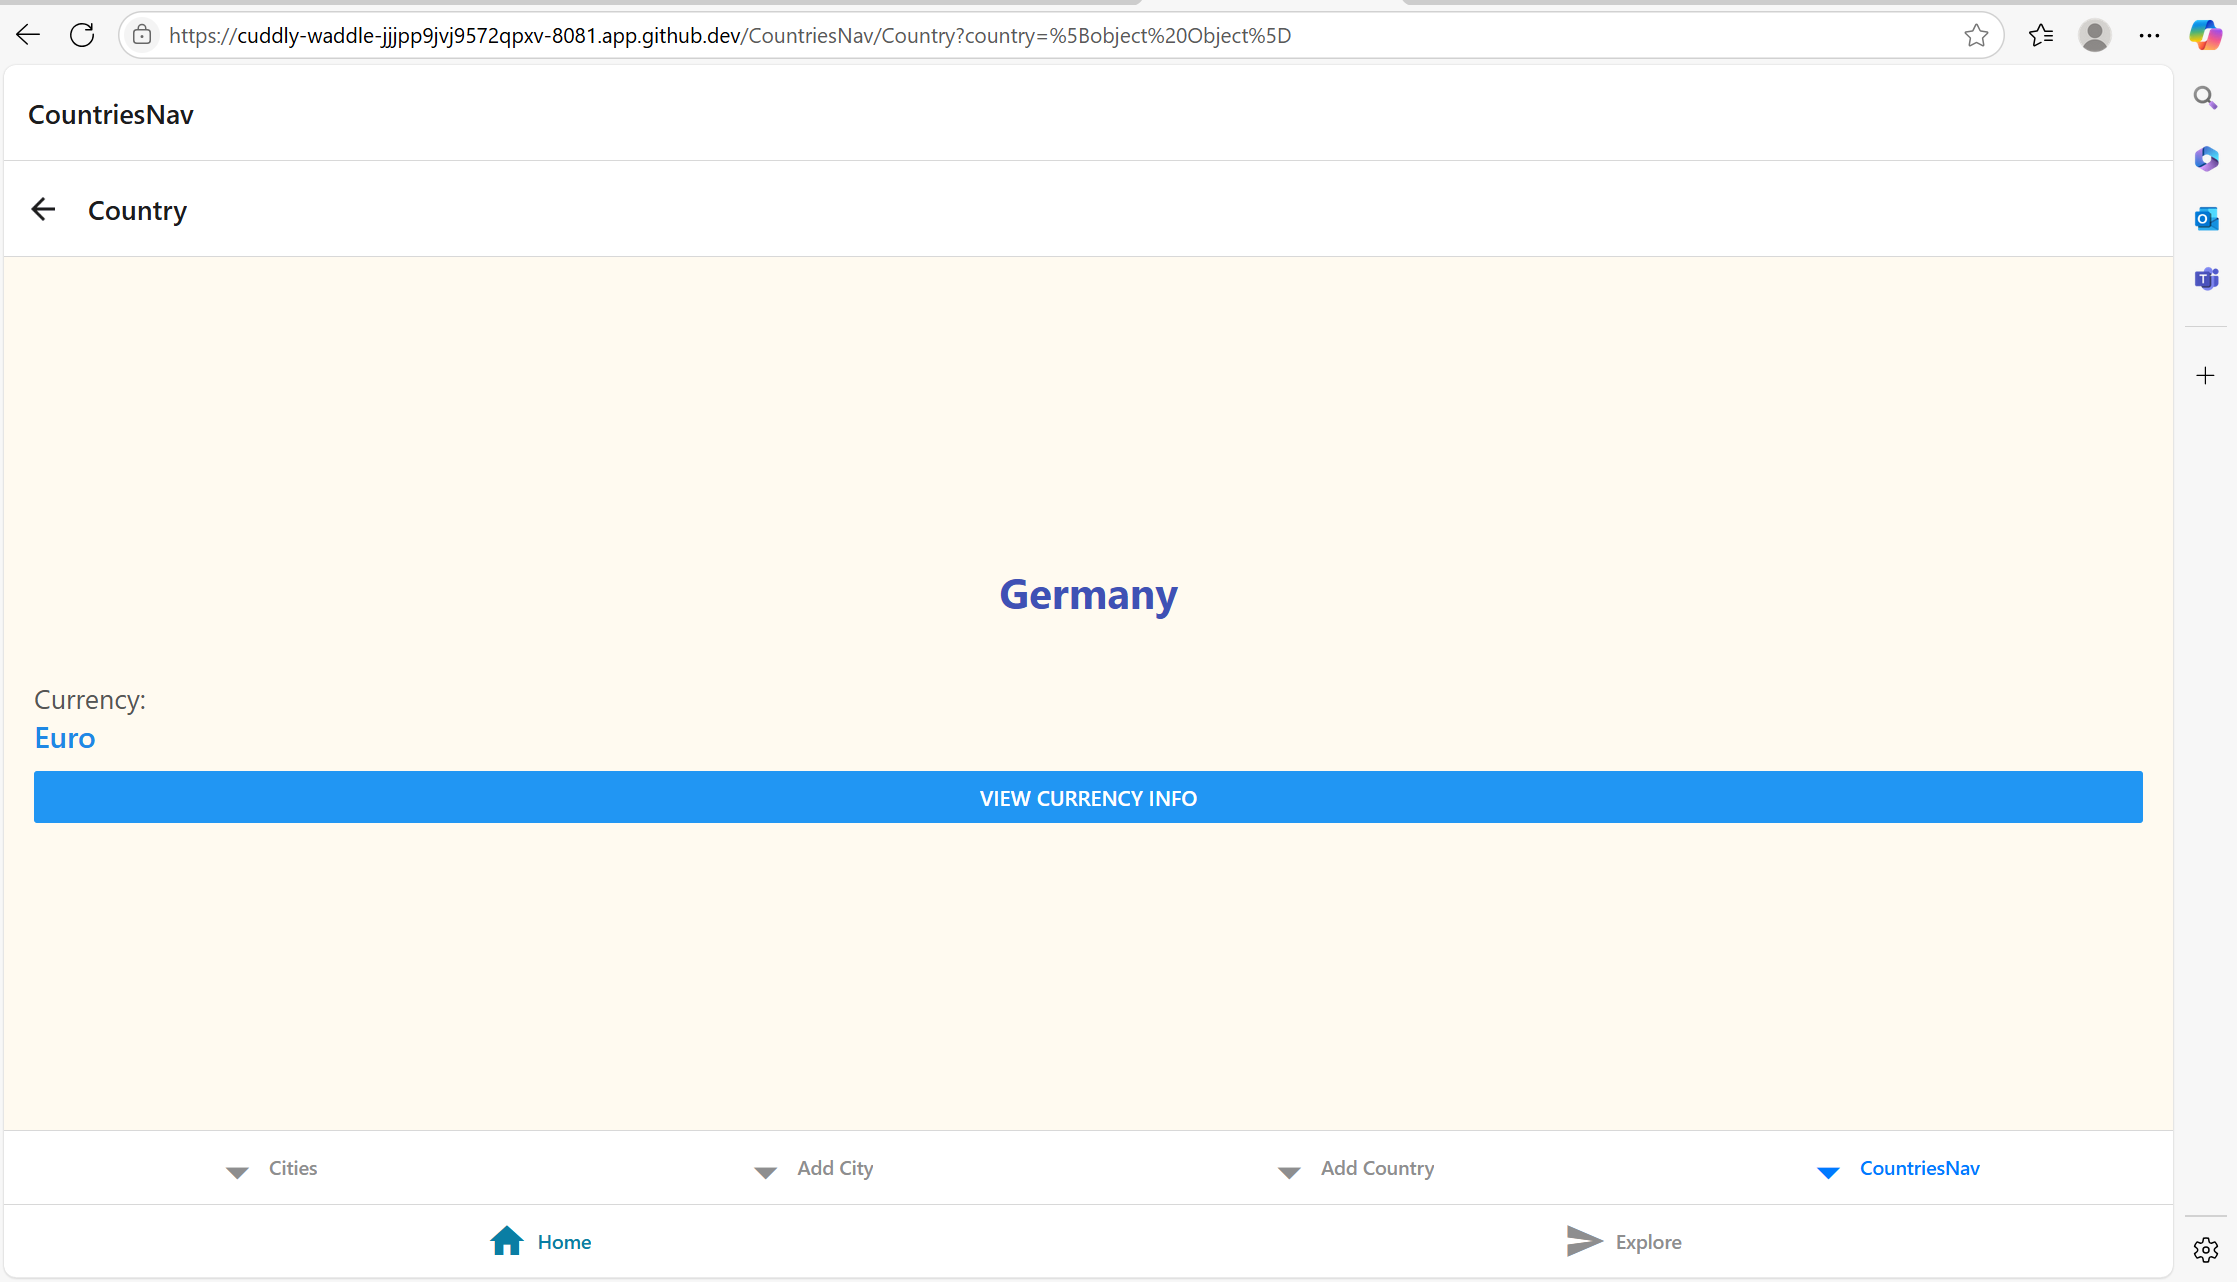 https://cuddly-waddle-jjjpp9jvj9572qpxv-8081.app.github.dev/CountriesNav/Country?country=%5Bobject%20Object%5D
CountriesNav
Country
Germany
Currency:
Euro
VIEW CURRENCY INFO
Cities
Add City
Add Country
CountriesNav
Home
Explore